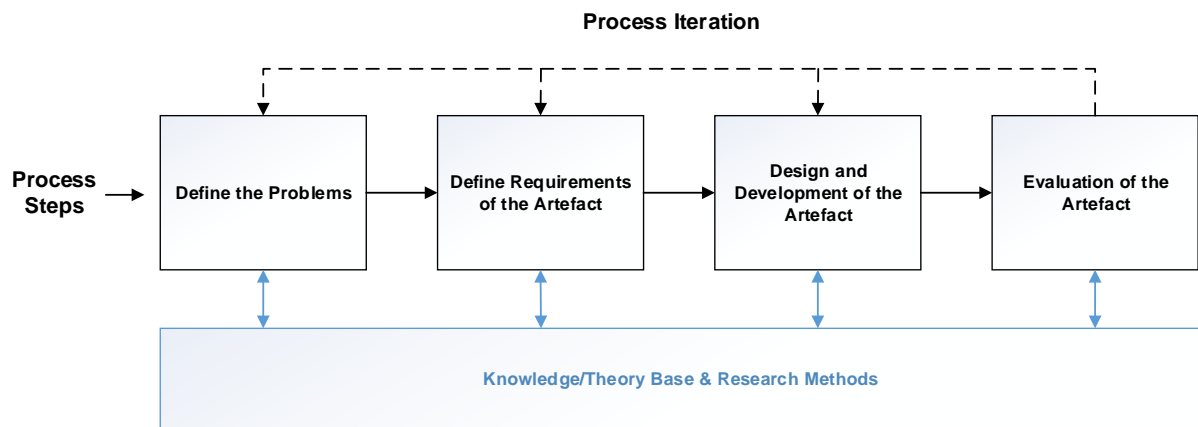 Process Iteration
Process
Steps
Define the Problems
Define Requirements
of the Artefact
Design and
Development of the
Artefact
Evaluation of the
Artefact
Knowledge/Theory Base & Research Methods